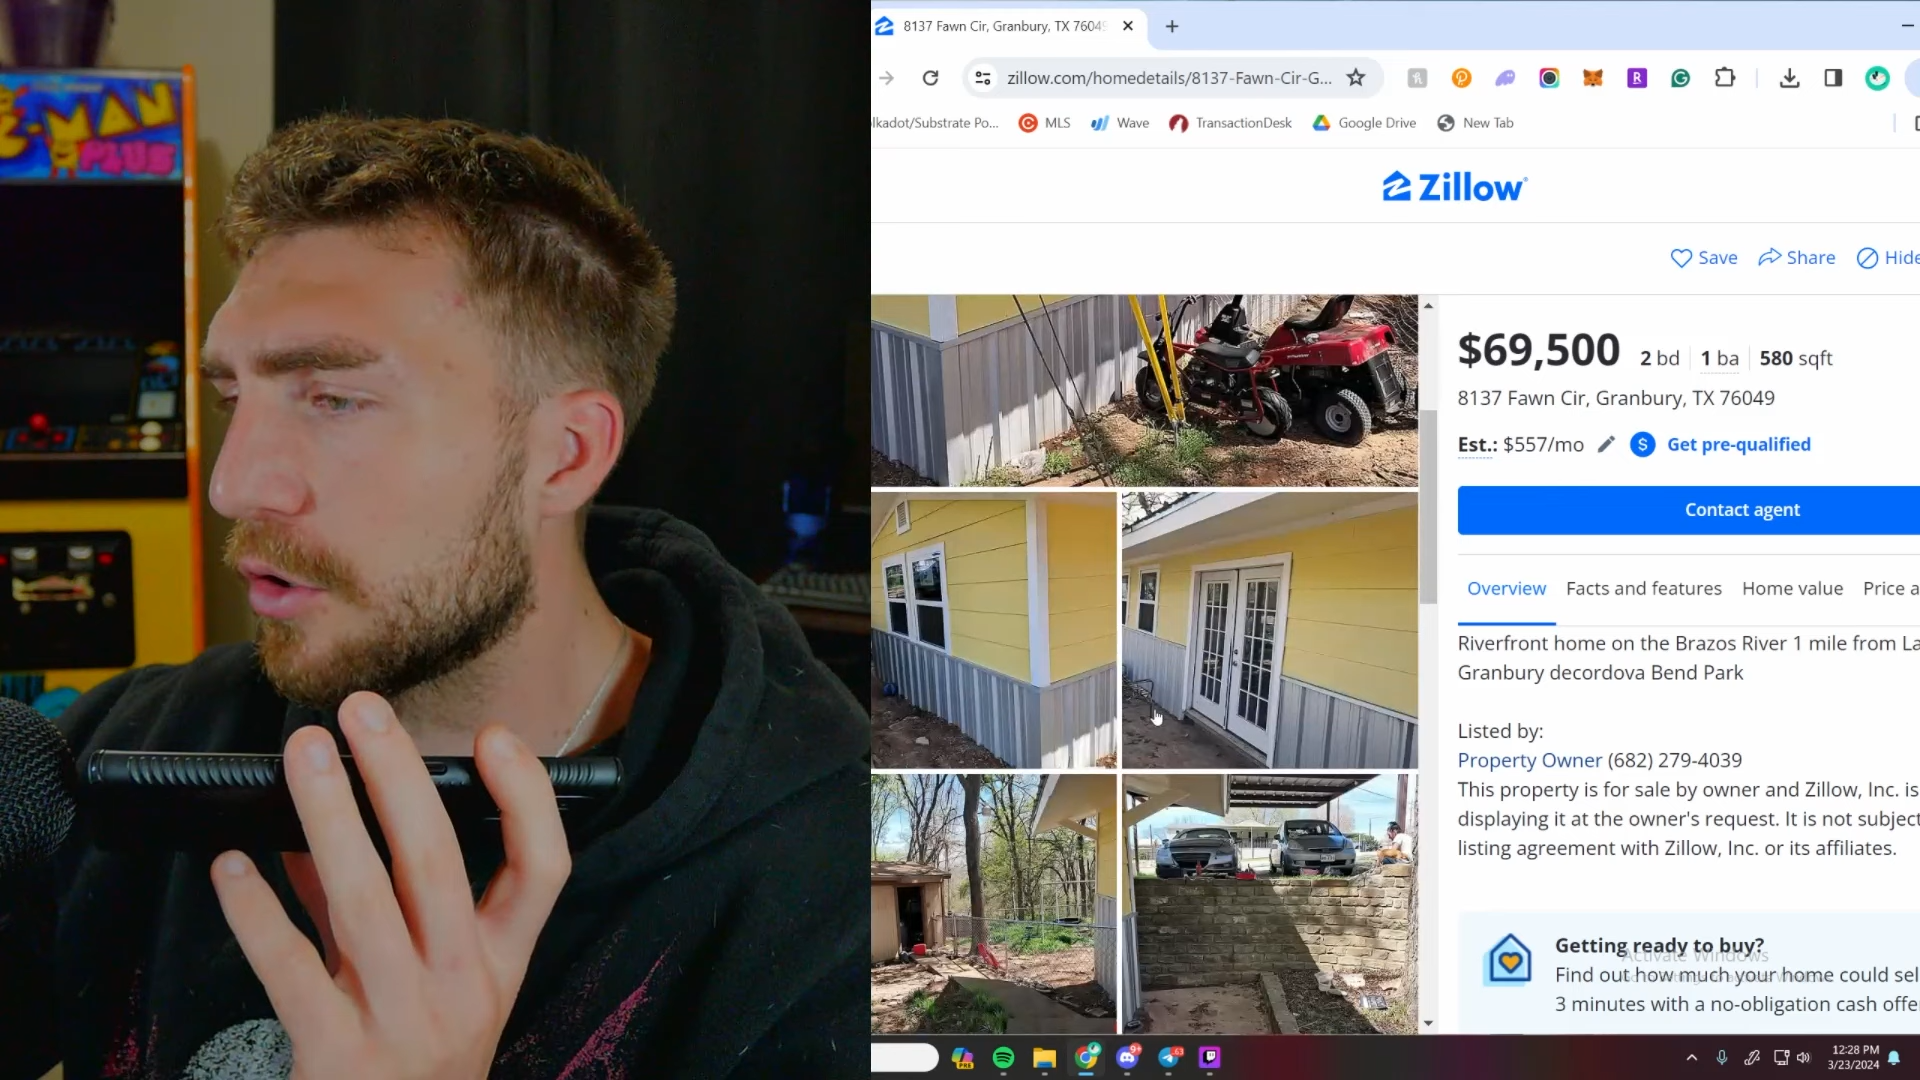 MAN
PLUS
8137 Fawn Cir, Granbury, TX 76049
zillow.com/homedetails/8137-Fawn-Cir-G...
lkadot/Substrate Po...
MLS
Wave
TransactionDesk
Google Drive
New Tab
Zillow
Save
Share
Hide
$69,500 2 bd 1 ba 580 sqft
8137 Fawn Cir, Granbury, TX 76049
Est.: $557/mo Get pre-qualified
Contact agent
Overview Facts and features Home value Price a
Riverfront home on the Brazos River 1 mile from La
Granbury decordova Bend Park
Listed by:
Property Owner (682) 279-4039
This property is for sale by owner and Zillow, Inc. is
displaying it at the owner's request. It is not subject
listing agreement with Zillow, Inc. or its affiliates.
Getting ready to buy?
Activate Windows
Find out how much your home could sel
3 minutes with a no-obligation cash offe
12:28 PM
3/23/2024